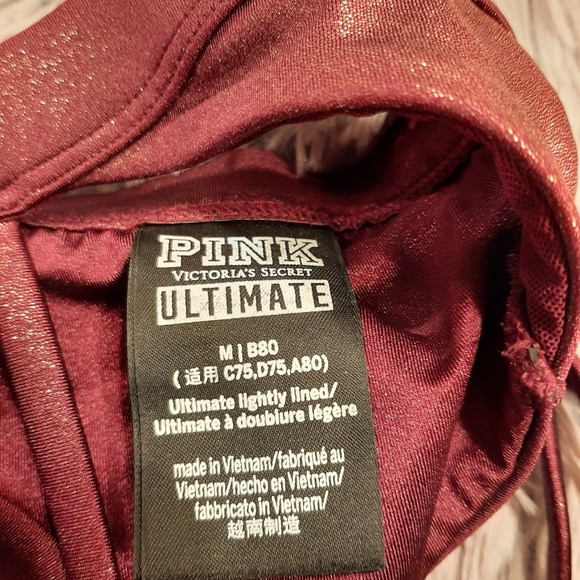 PINK
VICTORIA'S SECRET
ULTIMATE
M | B80
(适用 C75,D75,A80)
Ultimate lightly lined/
Ultimate à doubiure légère
made in Vietnam/fabriqué au
Vietnam/hecho en Vietnam/
fabbricato in Vietnam/
越南制造